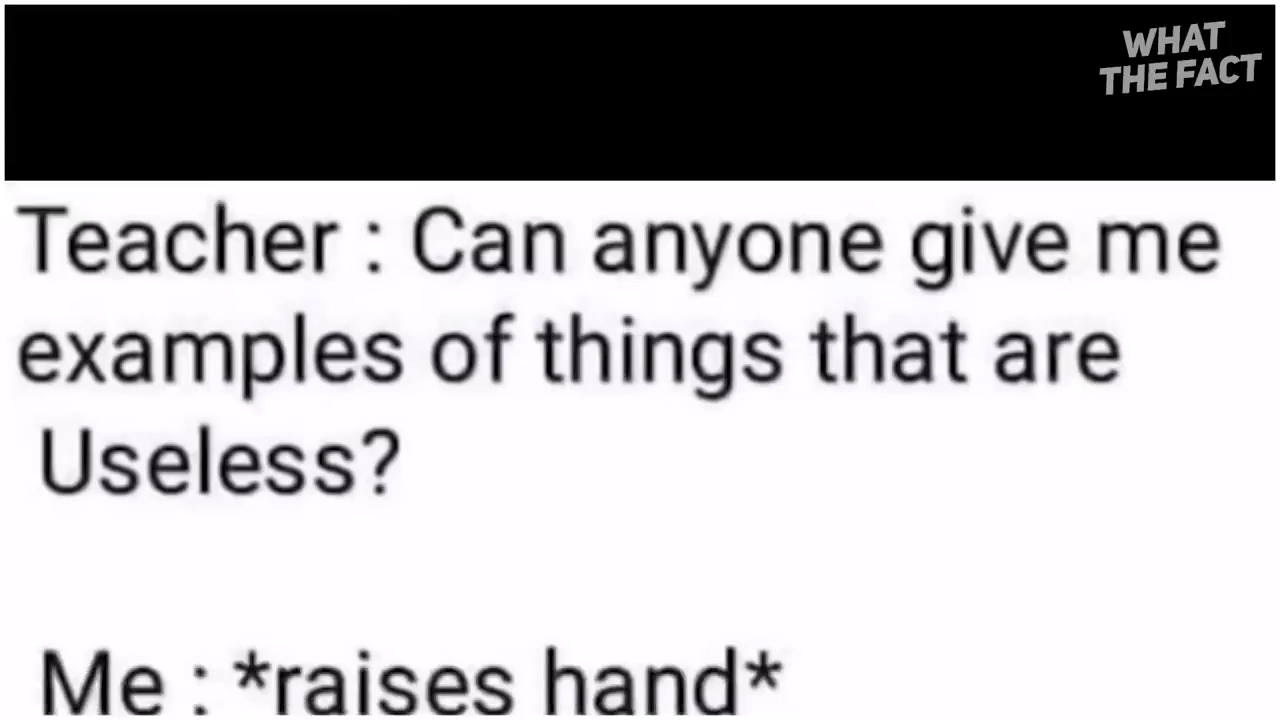 WHAT
THE FACT
Teacher : Can anyone give me
examples of things that are
Useless?
Me : *raises hand*